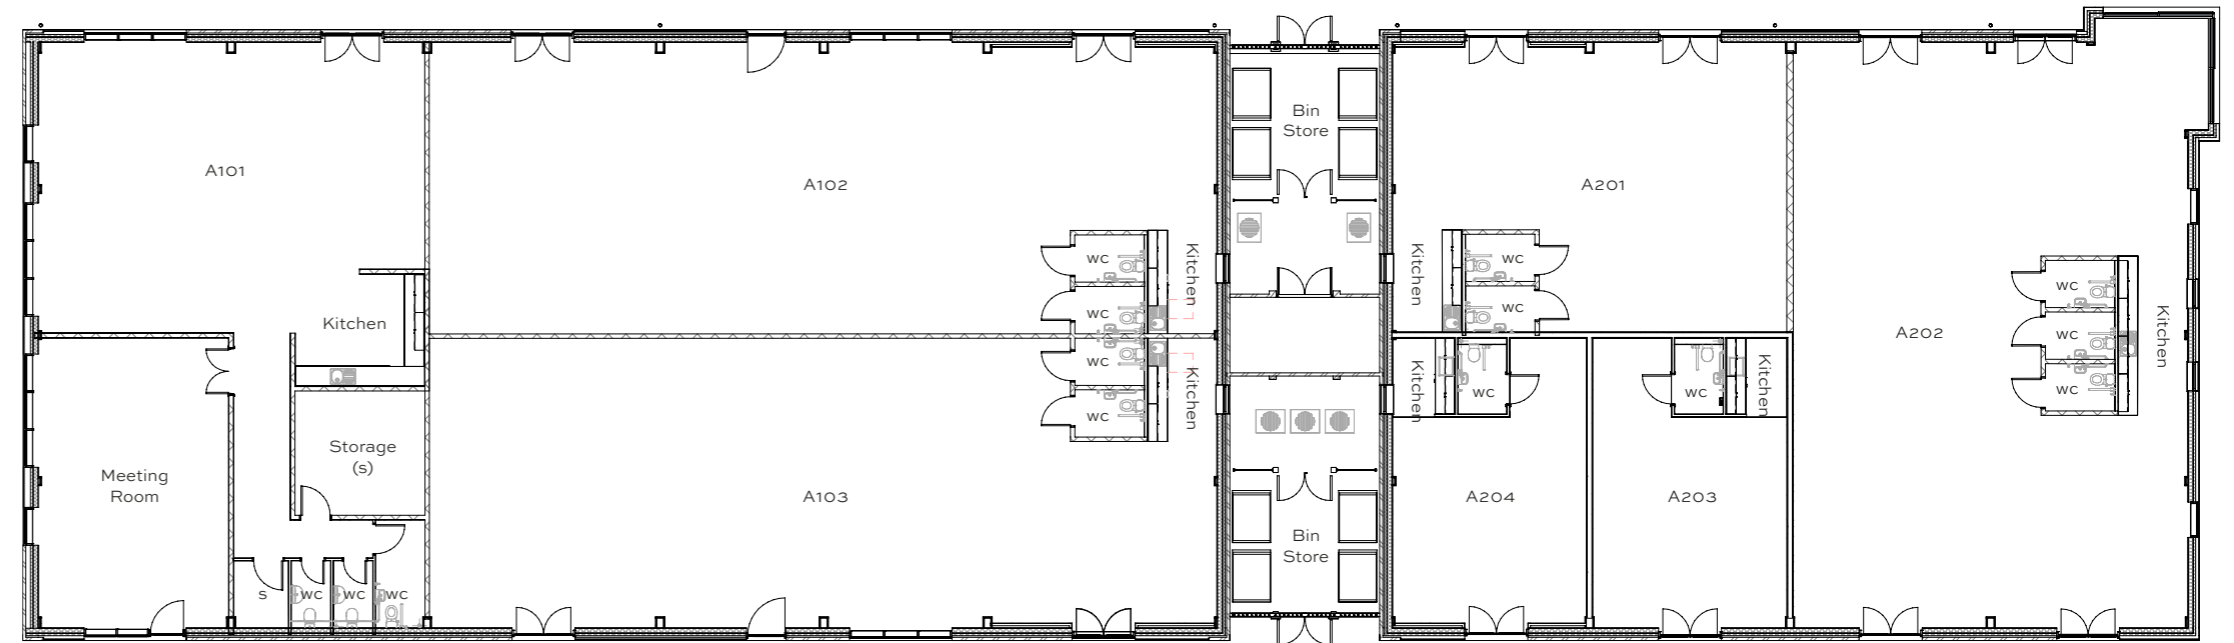 A101
Kitchen
Meeting
Room
Storage
(s)
s
wc
wc
wc
A102
wc
wc
Kitchen
A103
wc
wc
Kitchen
Bin
Store
Bin
Store
A201
Kitchen
wc
wc
A204
Kitchen
wc
A203
wc
Kitchen
A202
wc
wc
wc
Kitchen